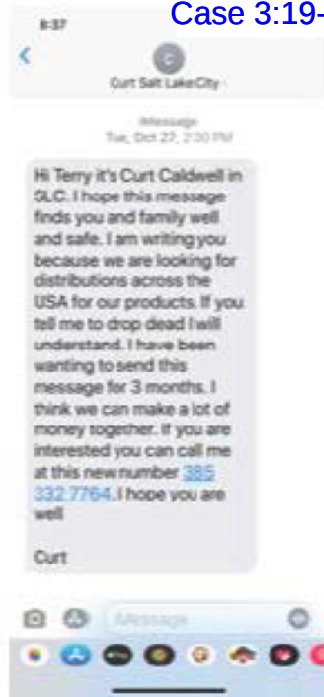 Case 3:19-
8:37
C
Curt Salt LakeCity
iMessage
Tue, Oct 27, 2:30 PM
Hi Terry it's Curt Caldwell in
SLC. I hope this message
finds you and family well
and safe. I am writing you
because we are looking for
distributions across the
USA for our products. If you
tell me to drop dead I will
understand. I have been
wanting to send this
message for 3 months. I
think we can make a lot of
money together. If you are
interested you can call me
at this new number 385
332 7764. I hope you are
well
Curt
iMessage